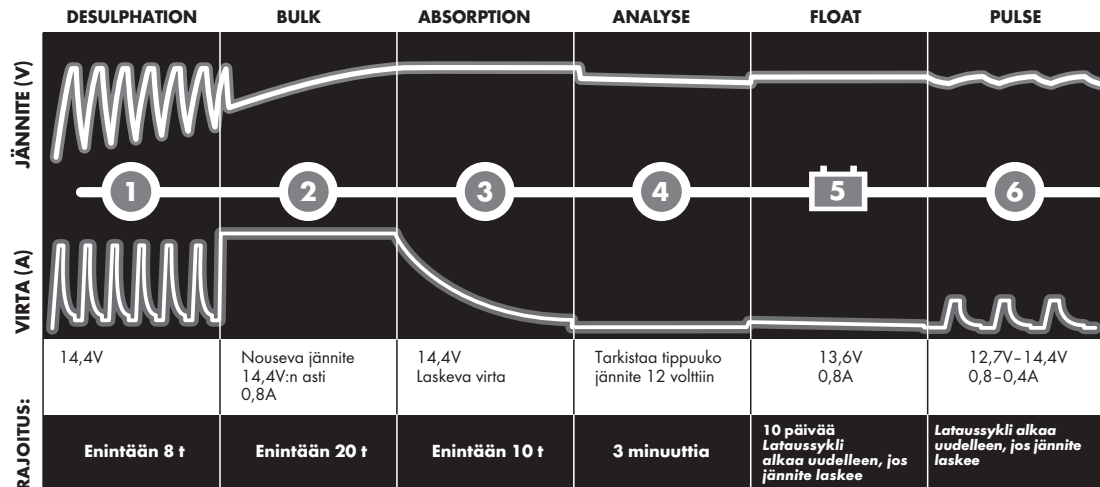 DESULPHATION BULK ABSORPTION ANALYSE FLOAT PULSE
JÄNNITE (V)
1 2 3 4 5 6
VIRTA (A)
14,4V
Nouseva jännite
14,4V:n asti
0,8A
14,4V
Laskeva virta
Tarkistaa tippuuko
jännite 12 volttiin
13,6V
0,8A
12,7V–14,4V
0,8–0,4A
RAJOITUS:
Enintään 8 t
Enintään 20 t
Enintään 10 t
3 minuuttia
10 päivää
Lataussykli
alkaa uudelleen, jos
jännite laskee
Lataussykli alkaa
uudelleen, jos jännite
laskee